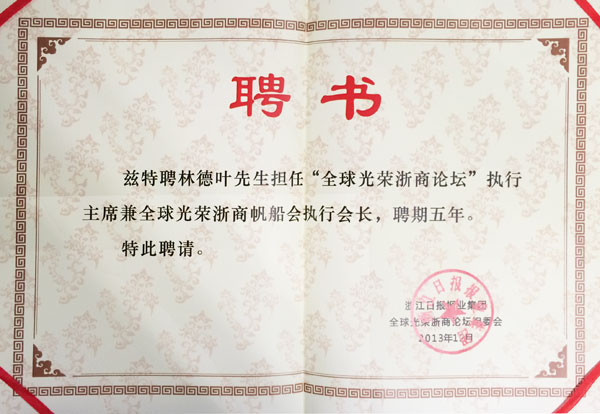 聘书
兹特聘林德叶先生担任“全球光荣浙商论坛”执行
主席兼全球光荣浙商帆船会执行会长，聘期五年。
特此聘请。
浙江日报报业集团
全球光荣浙商论坛组委会
2013年1 月